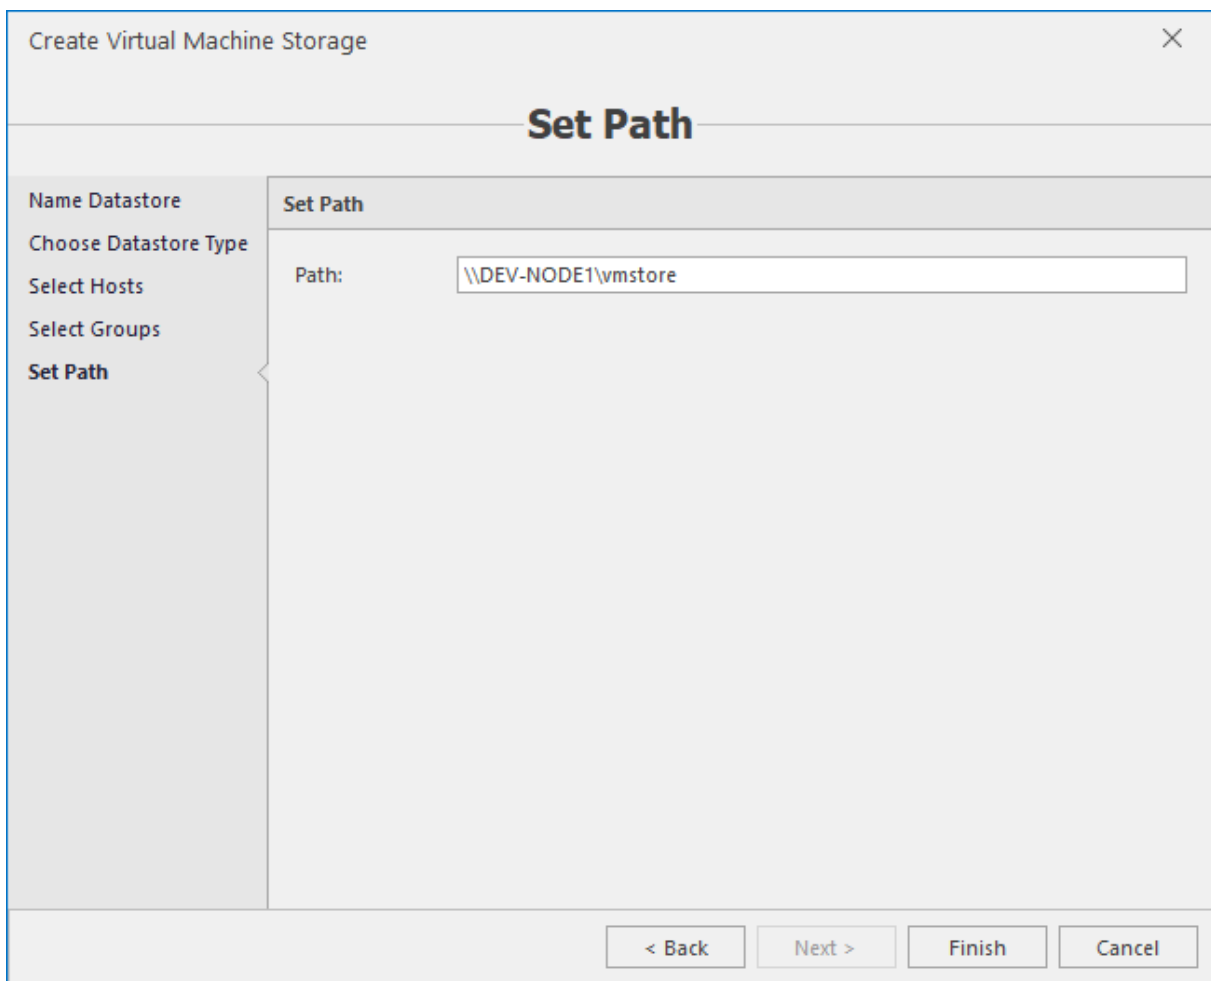 Create Virtual Machine Storage
Set Path
Name Datastore
Choose Datastore Type
Select Hosts
Select Groups
Set Path
Set Path
Path:
\\DEV-NODE1\vmstore
< Back
Next >
Finish
Cancel